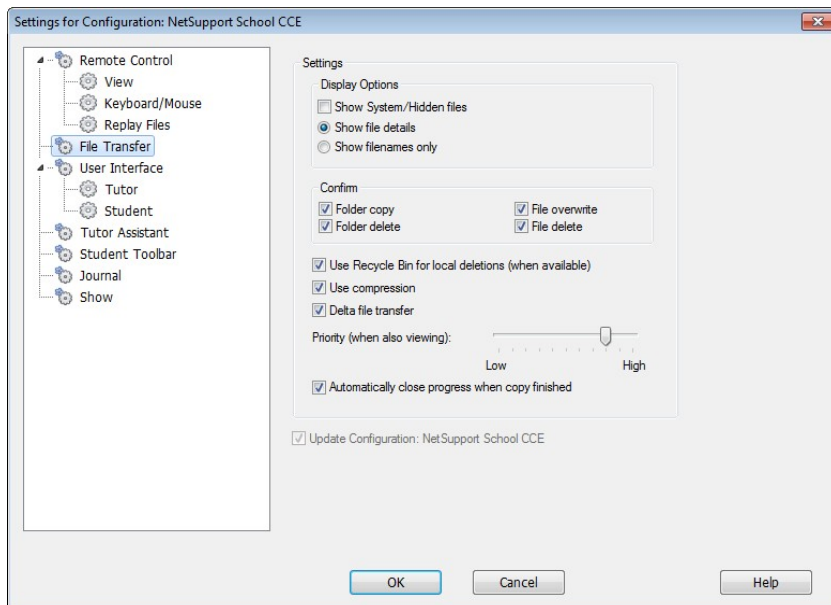 Settings for Configuration: NetSupport School CCE
Remote Control
View
Keyboard/Mouse
Replay Files
File Transfer
User Interface
Tutor
Student
Tutor Assistant
Student Toolbar
Journal
Show
Settings
Display Options
Show System/Hidden files
Show file details
Show filenames only
Confirm
Folder copy
File overwrite
Folder delete
File delete
Use Recycle Bin for local deletions (when available)
Use compression
Delta file transfer
Priority (when also viewing):
Low
High
Automatically close progress when copy finished
Update Configuration: NetSupport School CCE
OK
Cancel
Help